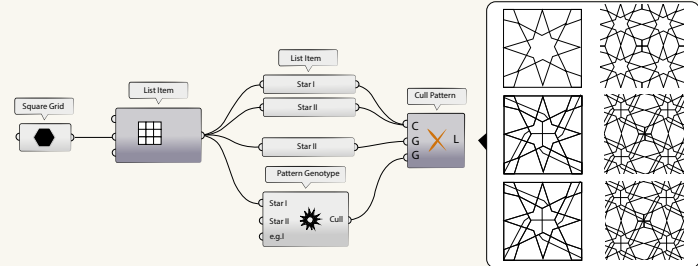 Square Grid
List Item
List Item
Star I
Star II
Star II
Pattern Genotype
Star I
Star II
e.g.I
Cull
Cull Pattern
C
G
G
L